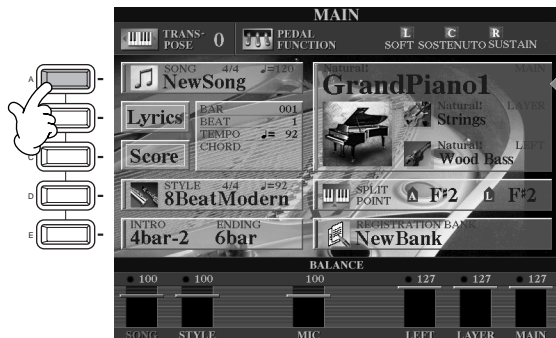 MAIN
TRANS-
POSE 0
PEDAL
FUNCTION
L C R
SOFT SOSTENUTO SUSTAIN
SONG 4/4 ♩=120
NewSong
Natural! MAIN
GrandPiano1
A
Lyrics
Score
BAR 001
BEAT 1
TEMPO ♩= 92
CHORD
Natural! LAYER
Strings
Natural! LEFT
Wood Bass
C
D
STYLE 4/4 ♩=92
8BeatModern
SPLIT
POINT A F♯2 L F♯2
E
INTRO ENDING
4bar-2 6bar
REGISTRATION BANK
NewBank
BALANCE
100 100 100 127 127 127
SONG STYLE MIC LEFT LAYER MAIN